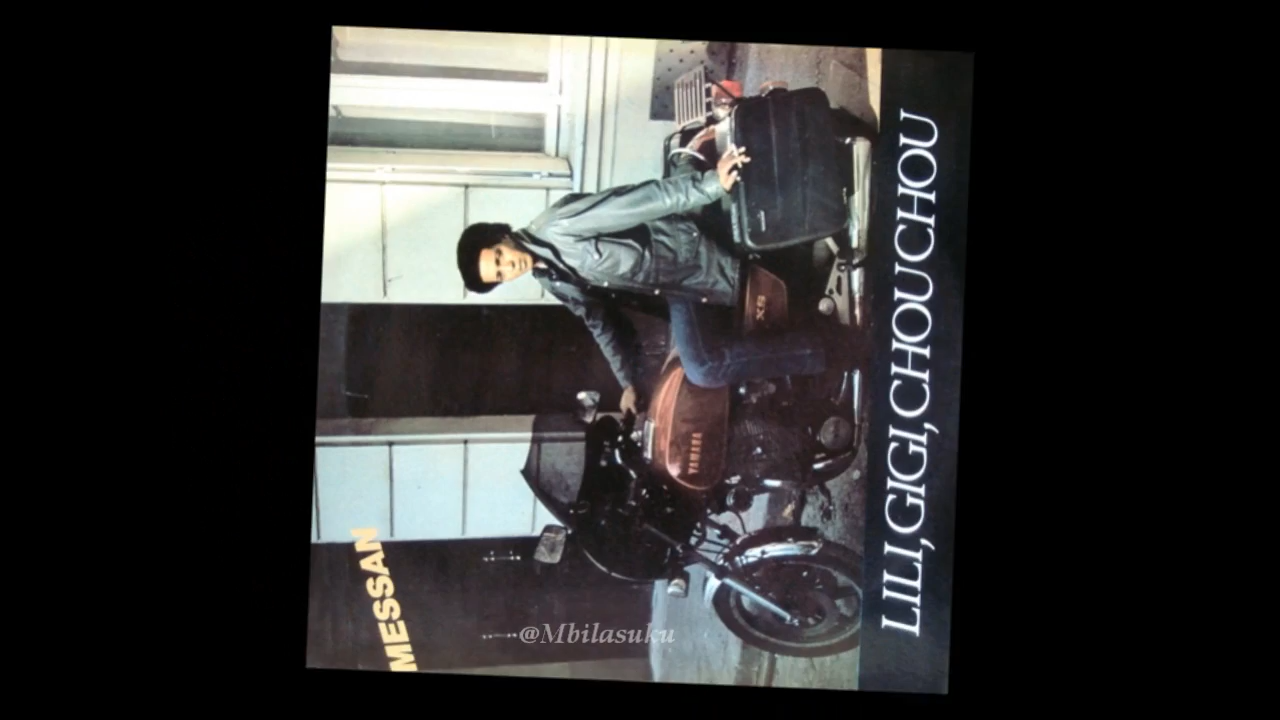 MESSAN
YAMAHA
XS
LILI, GIGI, CHOUCHOU
@Mbilasuku